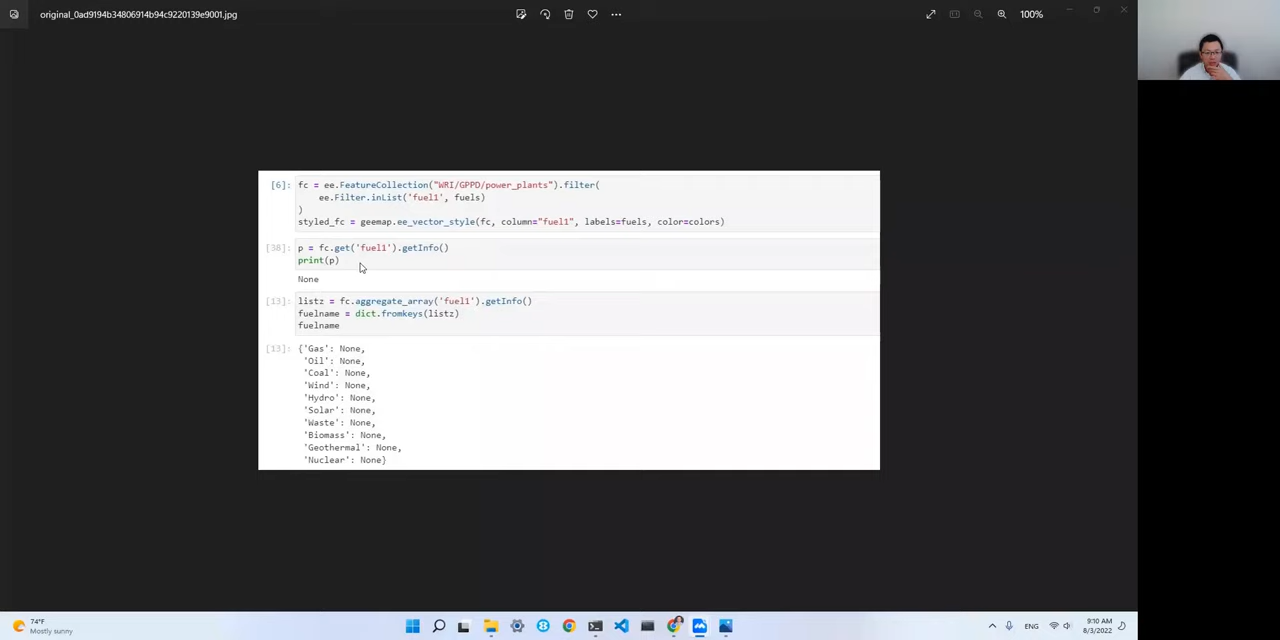 original_0ad9194b34806914b94c9220139e9001.jpg
100%
[6]: fc = ee.FeatureCollection("WRI/GPPD/power_plants").filter(
ee.Filter.inList('fuel1', fuels)
)
styled_fc = geemap.ee_vector_style(fc, column="fuel1", labels=fuels, color=colors)
[38]: p = fc.get('fuel1').getInfo()
print(p)
None
[13]: listz = fc.aggregate_array('fuel1').getInfo()
fuelname = dict.fromkeys(listz)
fuelname
[13]: {'Gas': None,
'Oil': None,
'Coal': None,
'Wind': None,
'Hydro': None,
'Solar': None,
'Waste': None,
'Biomass': None,
'Geothermal': None,
'Nuclear': None}
74°F
Mostly sunny
ENG
9:10 AM
8/3/2022